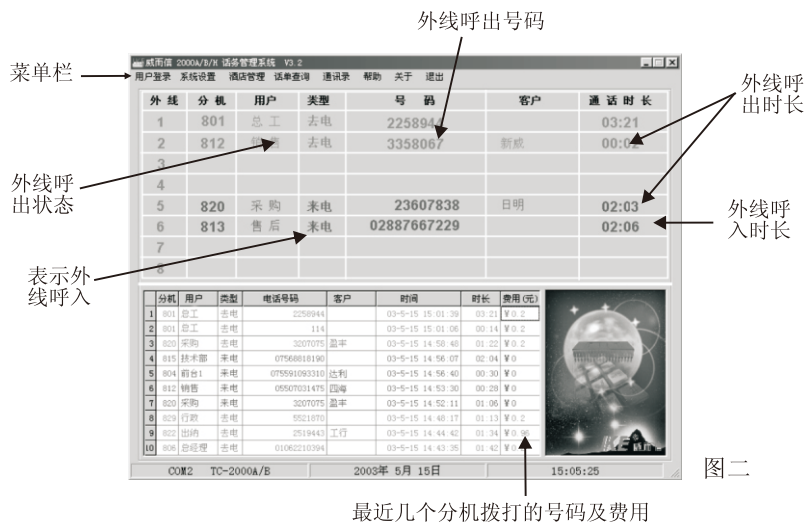 外线呼出号码
菜单栏
威而信 2000A/B/H 话务管理系统 V3.2
用户登录 系统设置 酒店管理 话单查询 通讯录 帮助 关于 退出
外线 分机 用户 类型 号码 客户 通话时长
1 801 总工 去电 2258944 03:21
2 812 销售 去电 3358067 新威 00:02
3
4
5 820 采购 来电 23607838 日明 02:03
6 813 售后 来电 02887667229 02:06
7
8
外线呼
出时长
外线呼
出状态
外线呼
入时长
表示外
线呼入
分机 用户 类型 电话号码 客户 时间 时长 费用(元)
1 801 总工 去电 2258944 03-5-15 15:01:39 03:21 ¥0.2
2 801 总工 去电 114 03-5-15 15:01:06 00:14 ¥0.2
3 820 采购 去电 3207075 盈丰 03-5-15 14:58:48 01:22 ¥0.2
4 815 技术部 来电 07568818190 03-5-15 14:56:07 02:04 ¥0
5 804 前台1 来电 075591093310 达利 03-5-15 14:56:40 00:30 ¥0
6 812 销售 来电 05507031475 四海 03-5-15 14:53:30 00:28 ¥0
7 820 采购 来电 3207075 盈丰 03-5-15 14:52:11 01:06 ¥0
8 829 行政 去电 5521870 03-5-15 14:48:17 01:13 ¥0.2
9 822 出纳 去电 2519443 工行 03-5-15 14:44:42 01:34 ¥0.96
10 806 总经理 去电 01062210394 03-5-15 14:43:35 01:42 ¥0
COM2 TC-2000A/B 2003年 5月 15日 15:05:25
图二
最近几个分机拨打的号码及费用